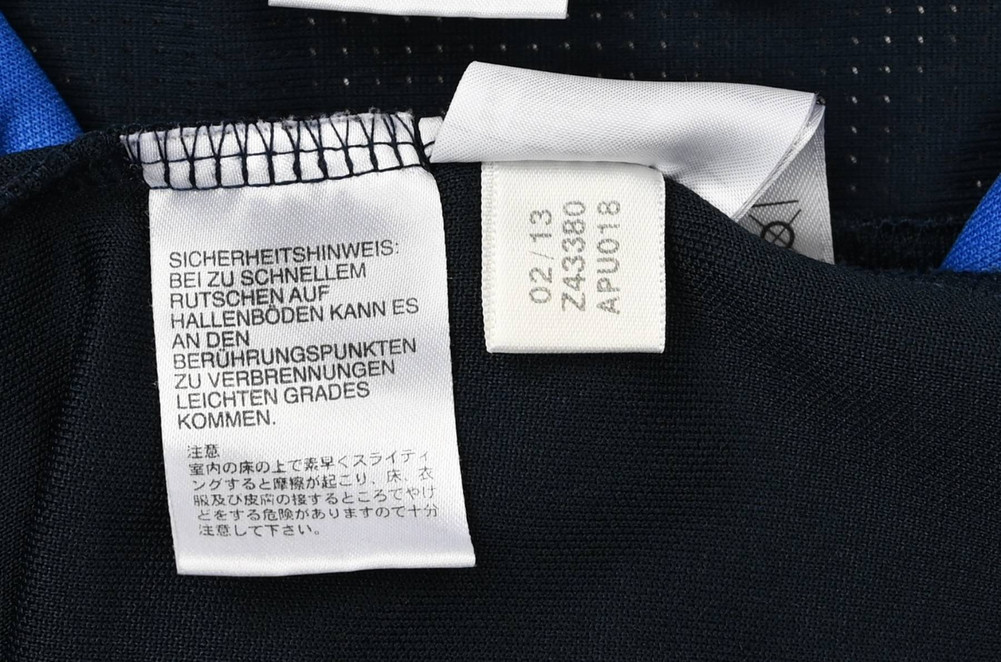 SICHERHEITSHINWEIS:
BEI ZU SCHNELLEM
RUTSCHEN AUF
HALLENBÖDEN KANN ES
AN DEN
BERÜHRUNGSPUNKTEN
ZU VERBRENNUNGEN
LEICHTEN GRADES
KOMMEN.
注意
室内の床の上で素早くスライディ
ングすると摩擦が起こり、床、衣
服及び皮膚の接するところでやけ
どをする危険がありますので十分
注意して下さい。
02/13
Z43380
APU018